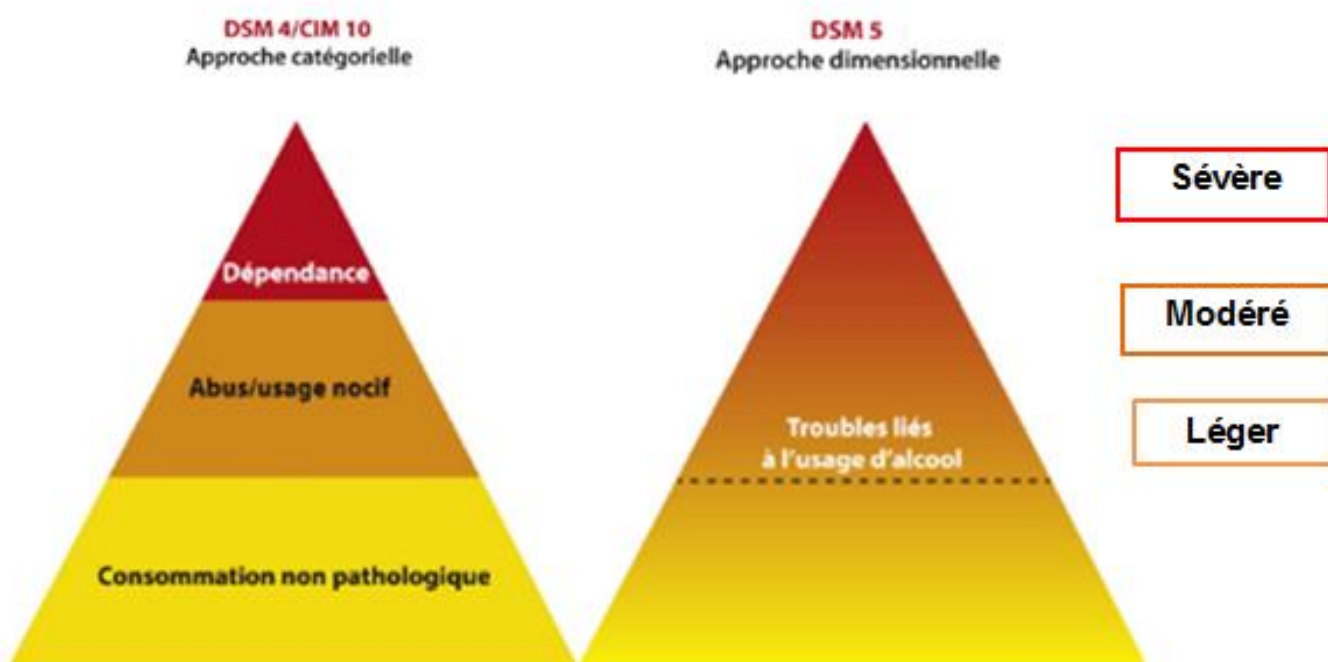 DSM 4/CIM 10
Approche catégorielle
Dépendance
Abus/usage nocif
Consommation non pathologique
DSM 5
Approche dimensionnelle
Troubles liés
à l'usage d'alcool
Sévère
Modéré
Léger